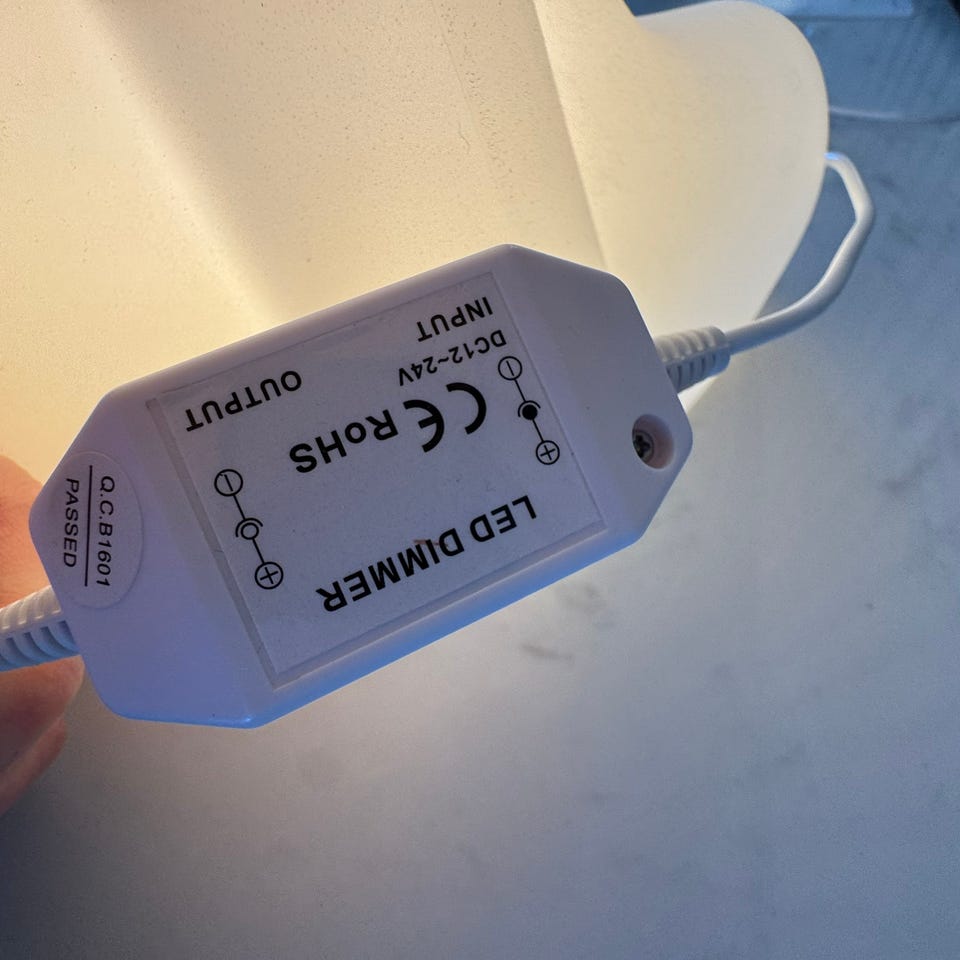 LED DIMMER
CE RoHS
INPUT
DC12~24V
OUTPUT
Q.C.B1601
PASSED